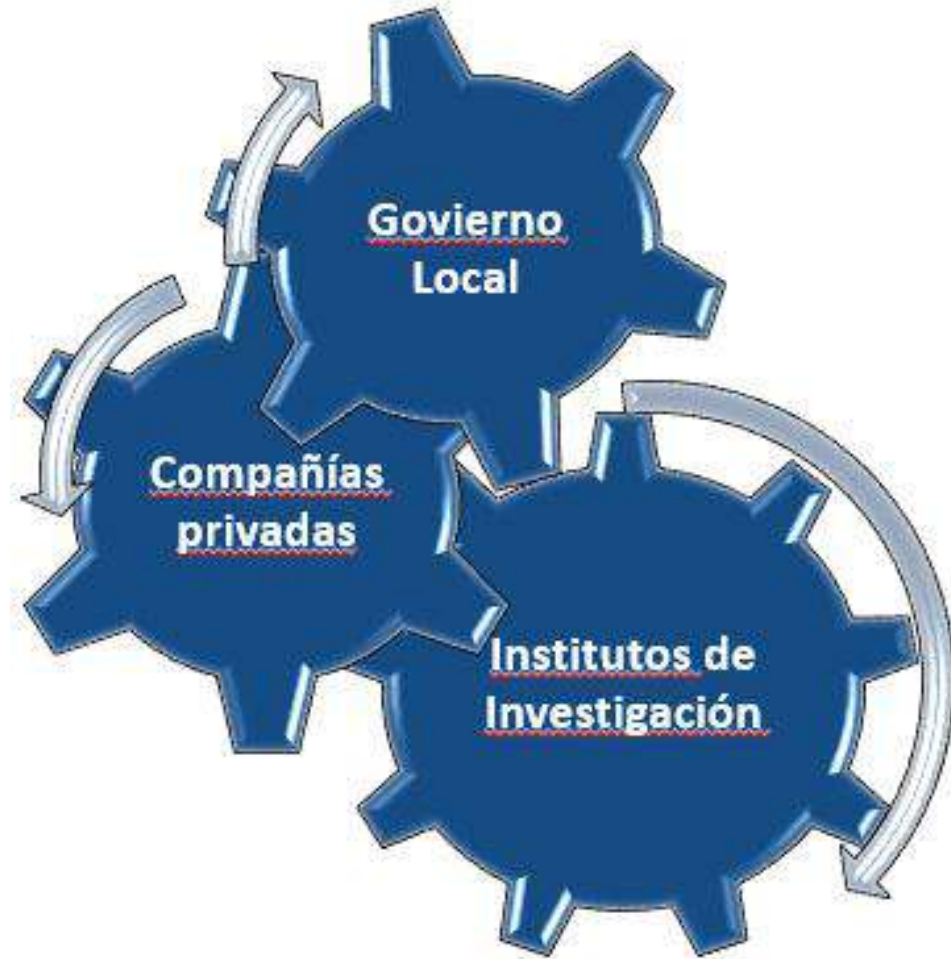 Govierno
Local
Compañías
privadas
Institutos de
Investigación